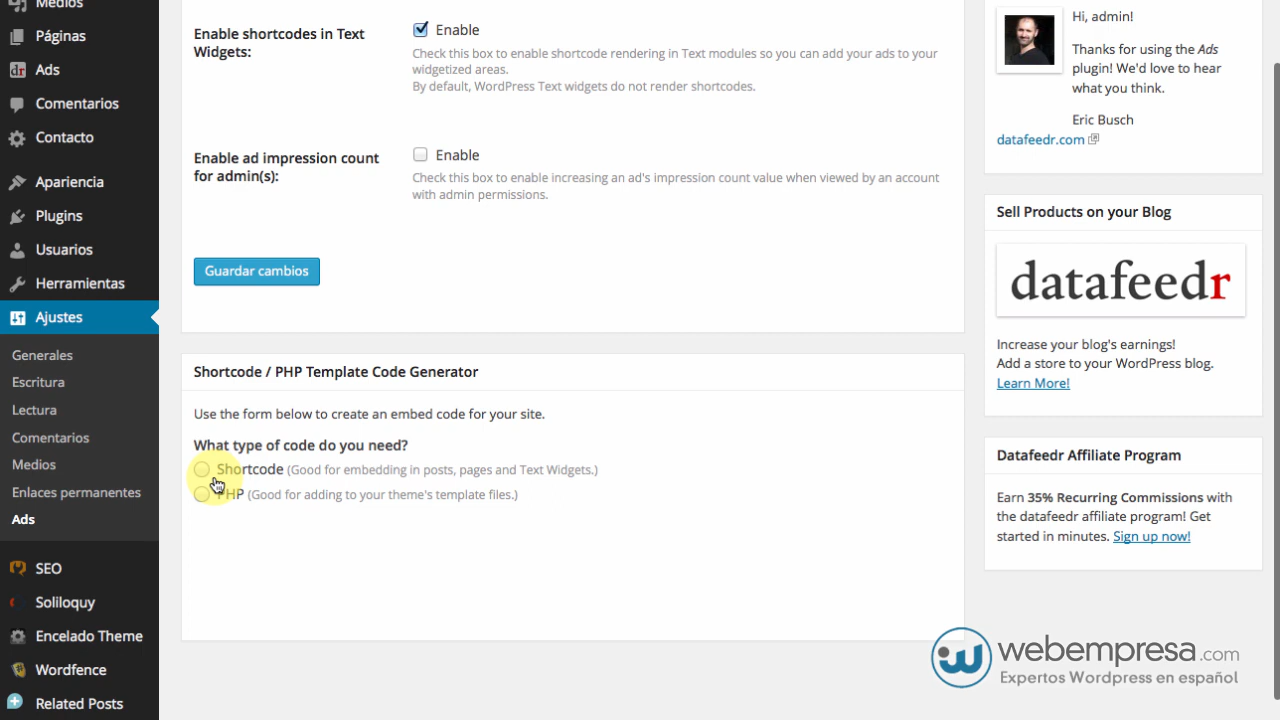 Medios
Páginas
Ads
Comentarios
Contacto
Apariencia
Plugins
Usuarios
Herramientas
Ajustes
Generales
Escritura
Lectura
Comentarios
Medios
Enlaces permanentes
Ads
SEO
Soliloquy
Encelado Theme
Wordfence
Related Posts
Enable shortcodes in Text
Widgets:
Enable
Check this box to enable shortcode rendering in Text modules so you can add your ads to your
widgetized areas.
By default, WordPress Text widgets do not render shortcodes.
Enable ad impression count
for admin(s):
Enable
Check this box to enable increasing an ad's impression count value when viewed by an account
with admin permissions.
Guardar cambios
Shortcode / PHP Template Code Generator
Use the form below to create an embed code for your site.
What type of code do you need?
Shortcode (Good for embedding in posts, pages and Text Widgets.)
PHP (Good for adding to your theme's template files.)
Hi, admin!
Thanks for using the Ads
plugin! We'd love to hear
what you think.
Eric Busch
datafeedr.com
Sell Products on your Blog
datafeedr
Increase your blog's earnings!
Add a store to your WordPress blog.
Learn More!
Datafeedr Affiliate Program
Earn 35% Recurring Commissions with
the datafeedr affiliate program! Get
started in minutes. Sign up now!
webempresa.com
Expertos Wordpress en español